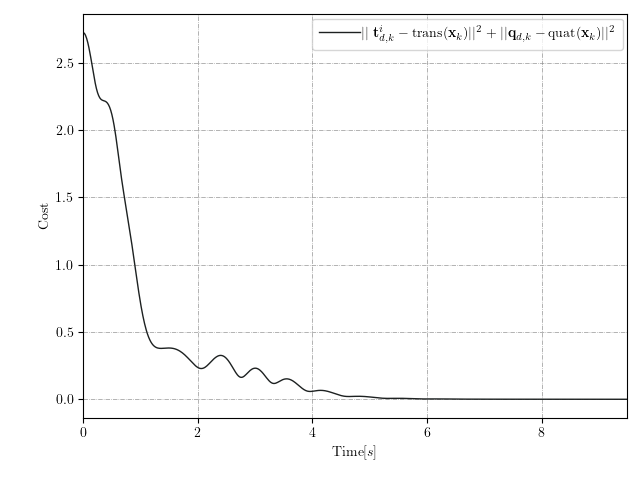 || t^i_{d,k} − trans(x_k)||^2 + ||q_{d,k} − quat(x_k)||^2
2.5
2.0
1.5
1.0
0.5
0.0
Cost
0 2 4 6 8
Time[s]